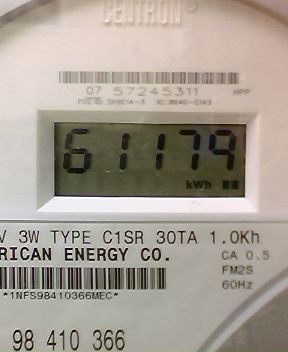 CENTRON
07 57245311 HPP
61179
kWh
V 3W TYPE C1SR 30TA 1.0Kh
RICAN ENERGY CO.
CA 0.5
FM2S
60Hz
*1NFS98410366MEC*
98 410 366